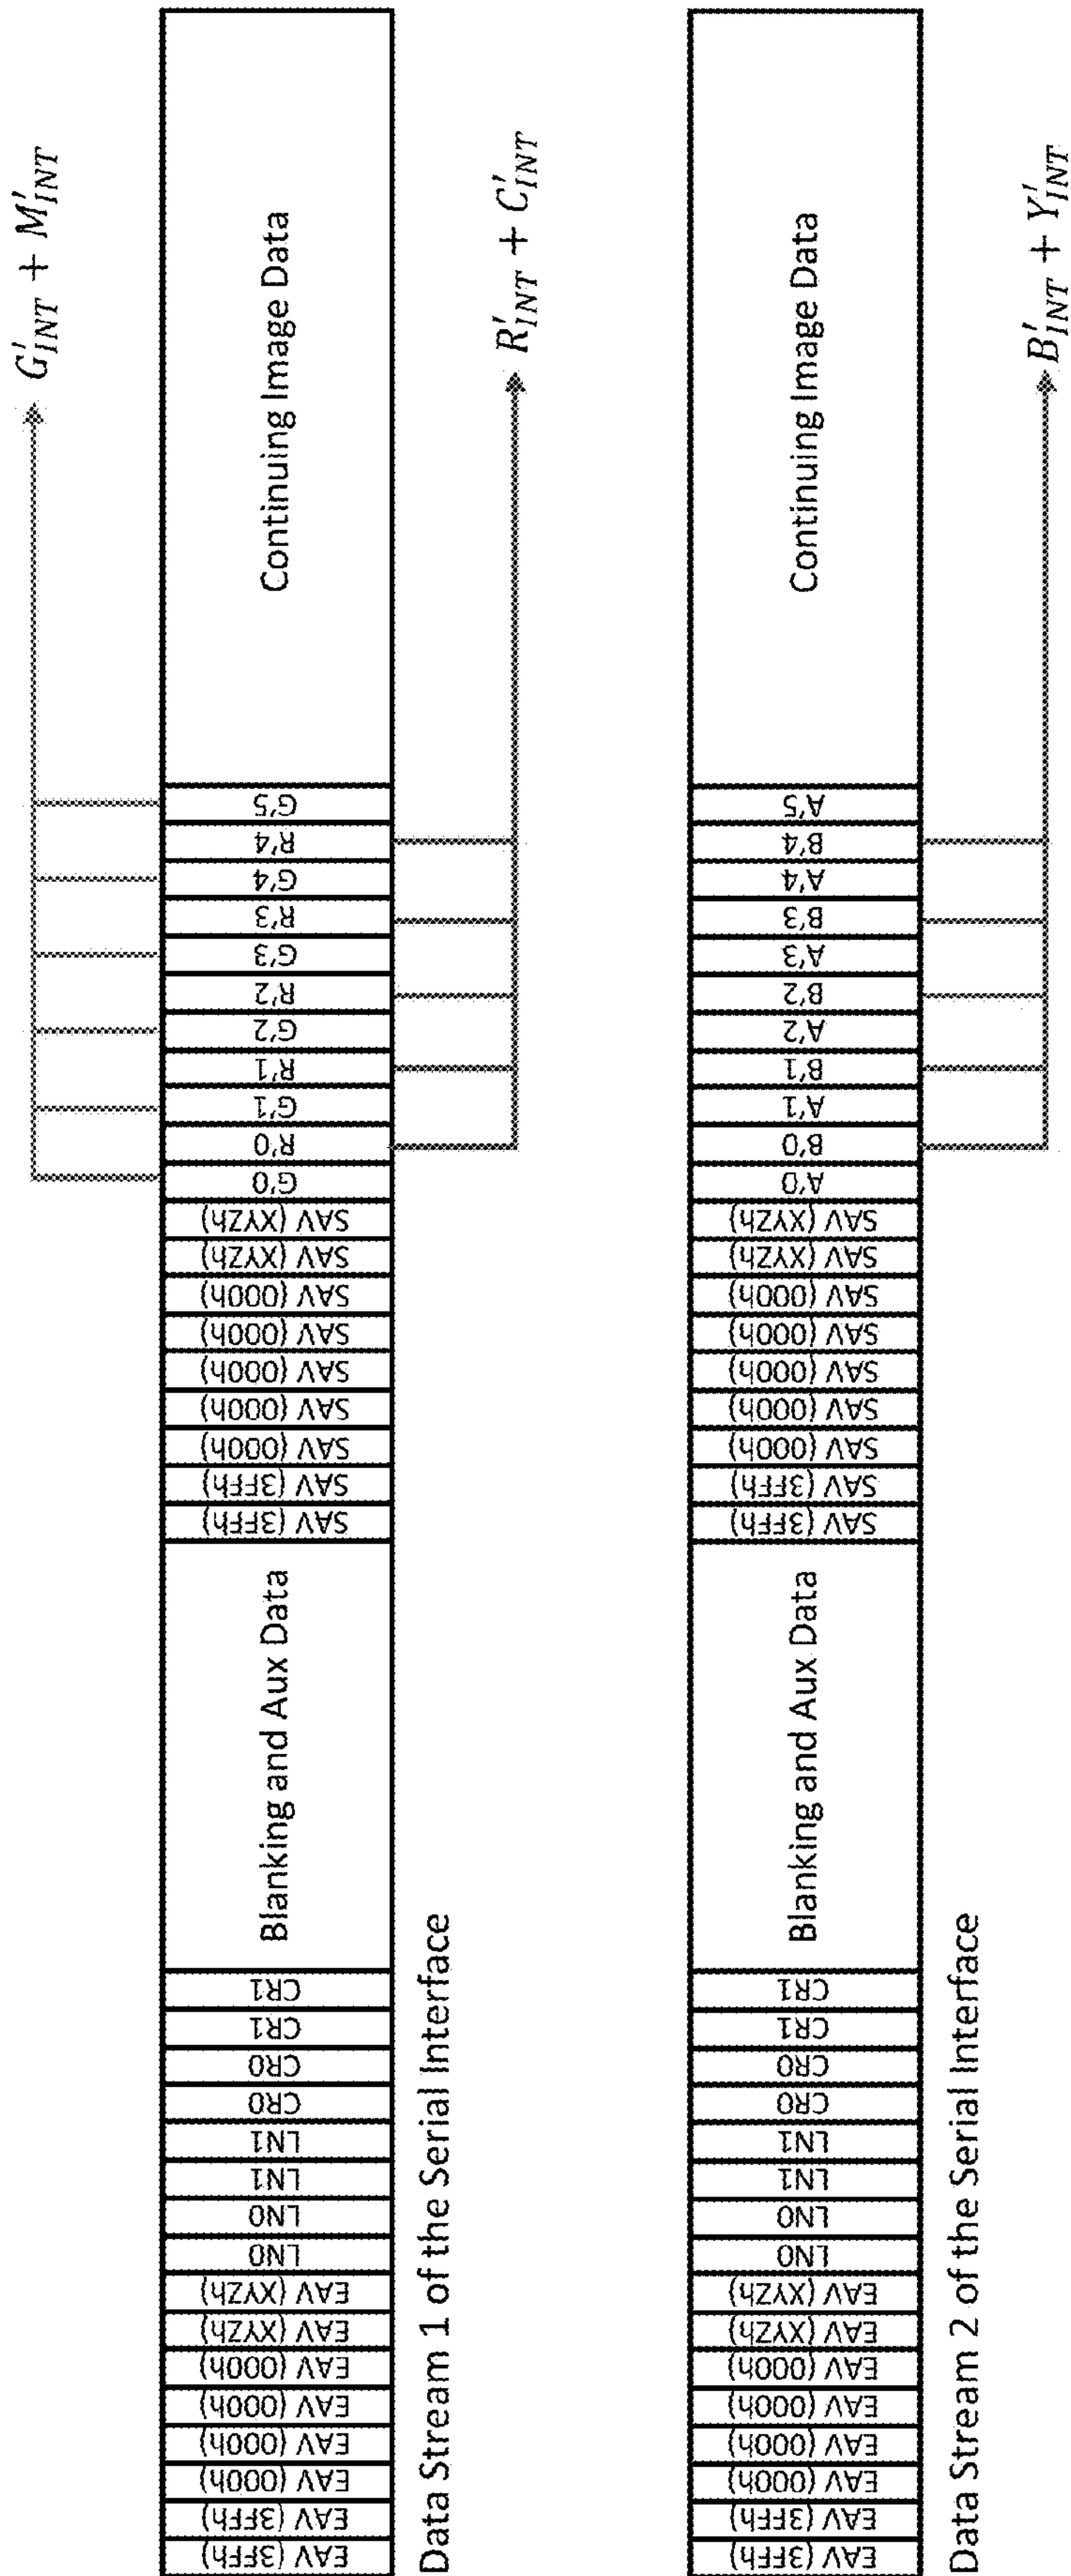 G'INT + M'INT
EAV (3FFh)
EAV (3FFh)
EAV (000h)
EAV (000h)
EAV (000h)
EAV (000h)
EAV (XYZh)
EAV (XYZh)
LN0
LN0
LN1
LN1
CR0
CR0
CR1
CR1
Blanking and Aux Data
SAV (3FFh)
SAV (3FFh)
SAV (000h)
SAV (000h)
SAV (000h)
SAV (000h)
SAV (000h)
SAV (XYZh)
SAV (XYZh)
G'0
R'0
G'1
R'1
G'2
R'2
G'3
R'3
G'4
R'4
G'5
Continuing Image Data
Data Stream 1 of the Serial Interface
R'INT + C'INT
EAV (3FFh)
EAV (3FFh)
EAV (000h)
EAV (000h)
EAV (000h)
EAV (000h)
EAV (XYZh)
EAV (XYZh)
LN0
LN0
LN1
LN1
CR0
CR0
CR1
CR1
Blanking and Aux Data
SAV (3FFh)
SAV (3FFh)
SAV (000h)
SAV (000h)
SAV (000h)
SAV (000h)
SAV (000h)
SAV (XYZh)
SAV (XYZh)
A'0
B'0
A'1
B'1
A'2
B'2
A'3
B'3
A'4
B'4
A'5
Continuing Image Data
Data Stream 2 of the Serial Interface
B'INT + Y'INT